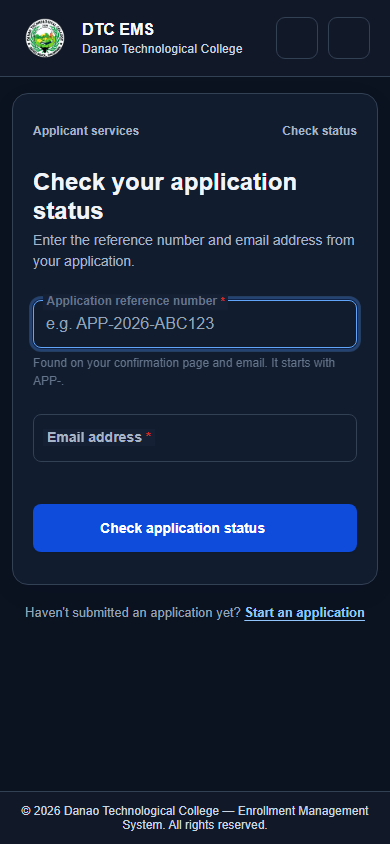 DTC EMS
Danao Technological College
Applicant services
Check status
Check your application
status
Enter the reference number and email address from
your application.
Application reference number *
e.g. APP-2026-ABC123
Found on your confirmation page and email. It starts with
APP-.
Email address *
Check application status
Haven't submitted an application yet? Start an application
© 2026 Danao Technological College — Enrollment Management
System. All rights reserved.